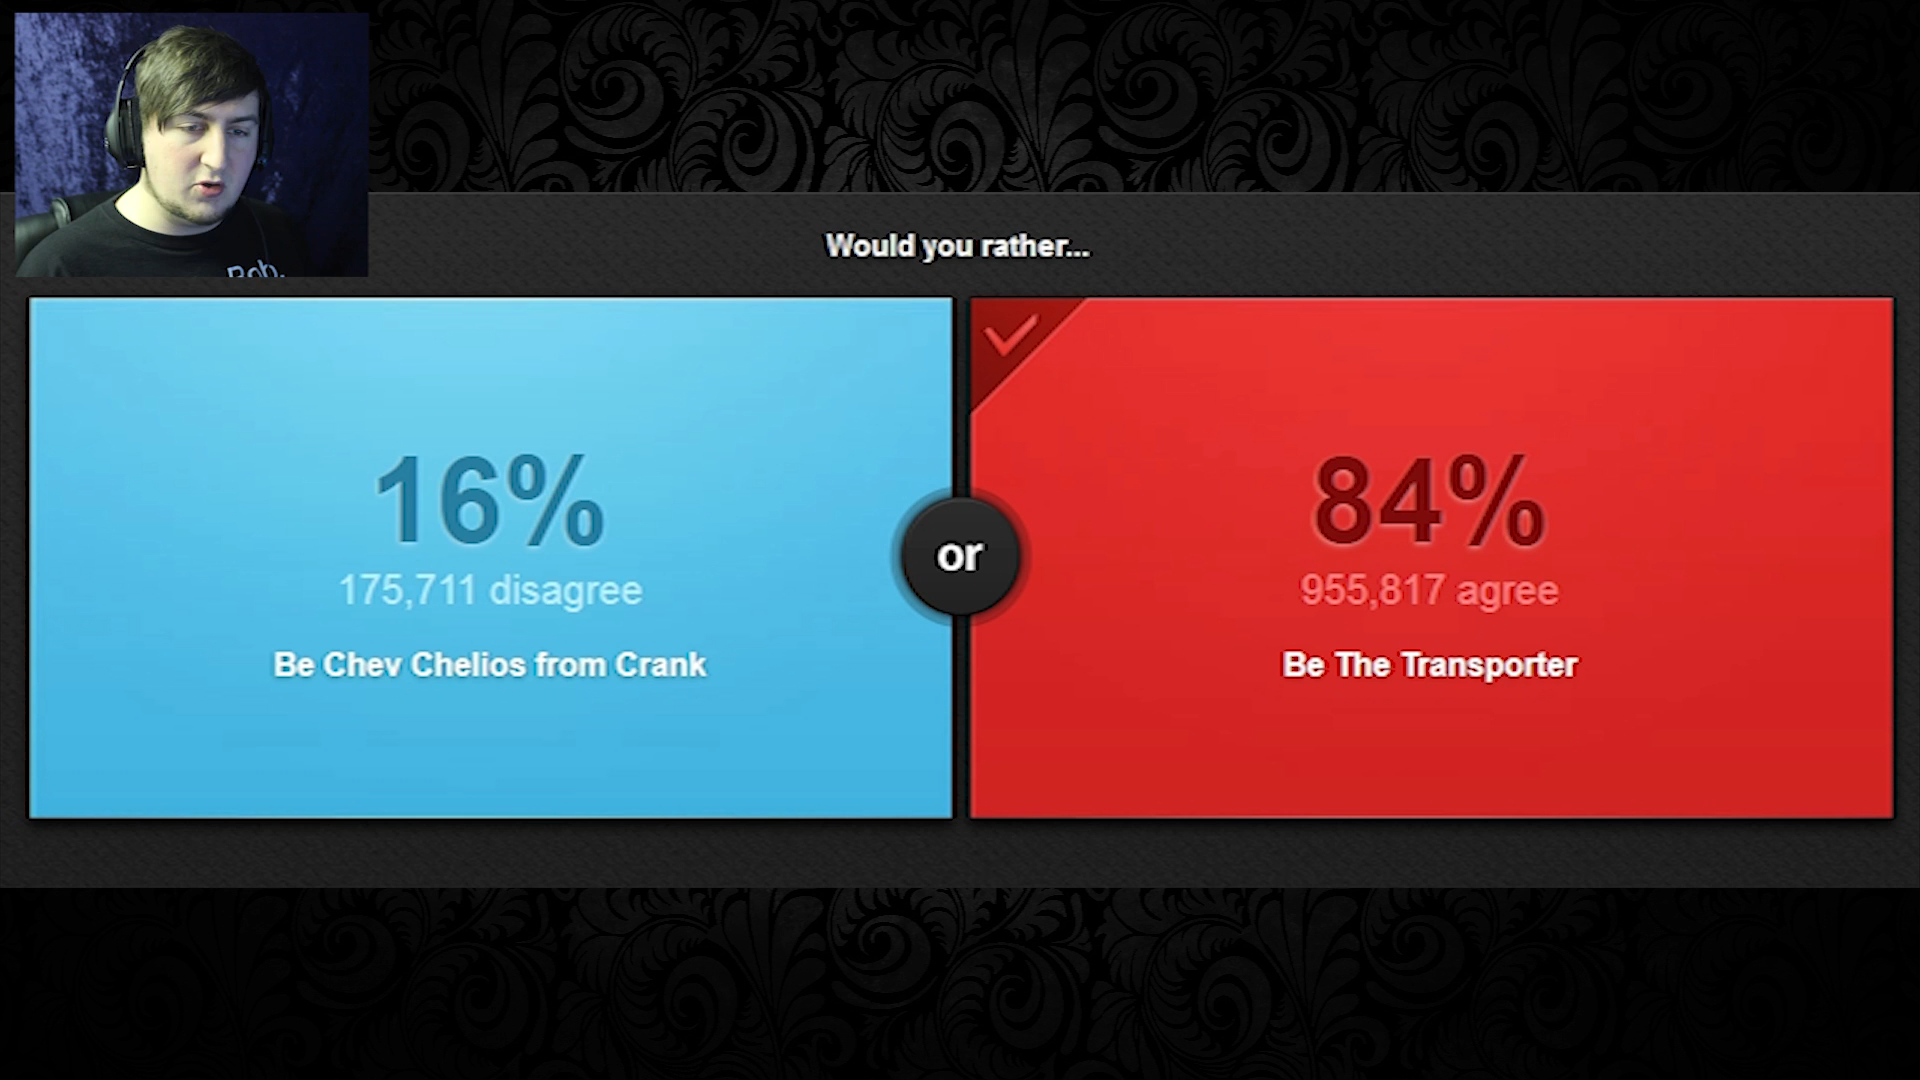 Rob.
Would you rather...
16%
175,711 disagree
Be Chev Chelios from Crank
or
84%
955,817 agree
Be The Transporter